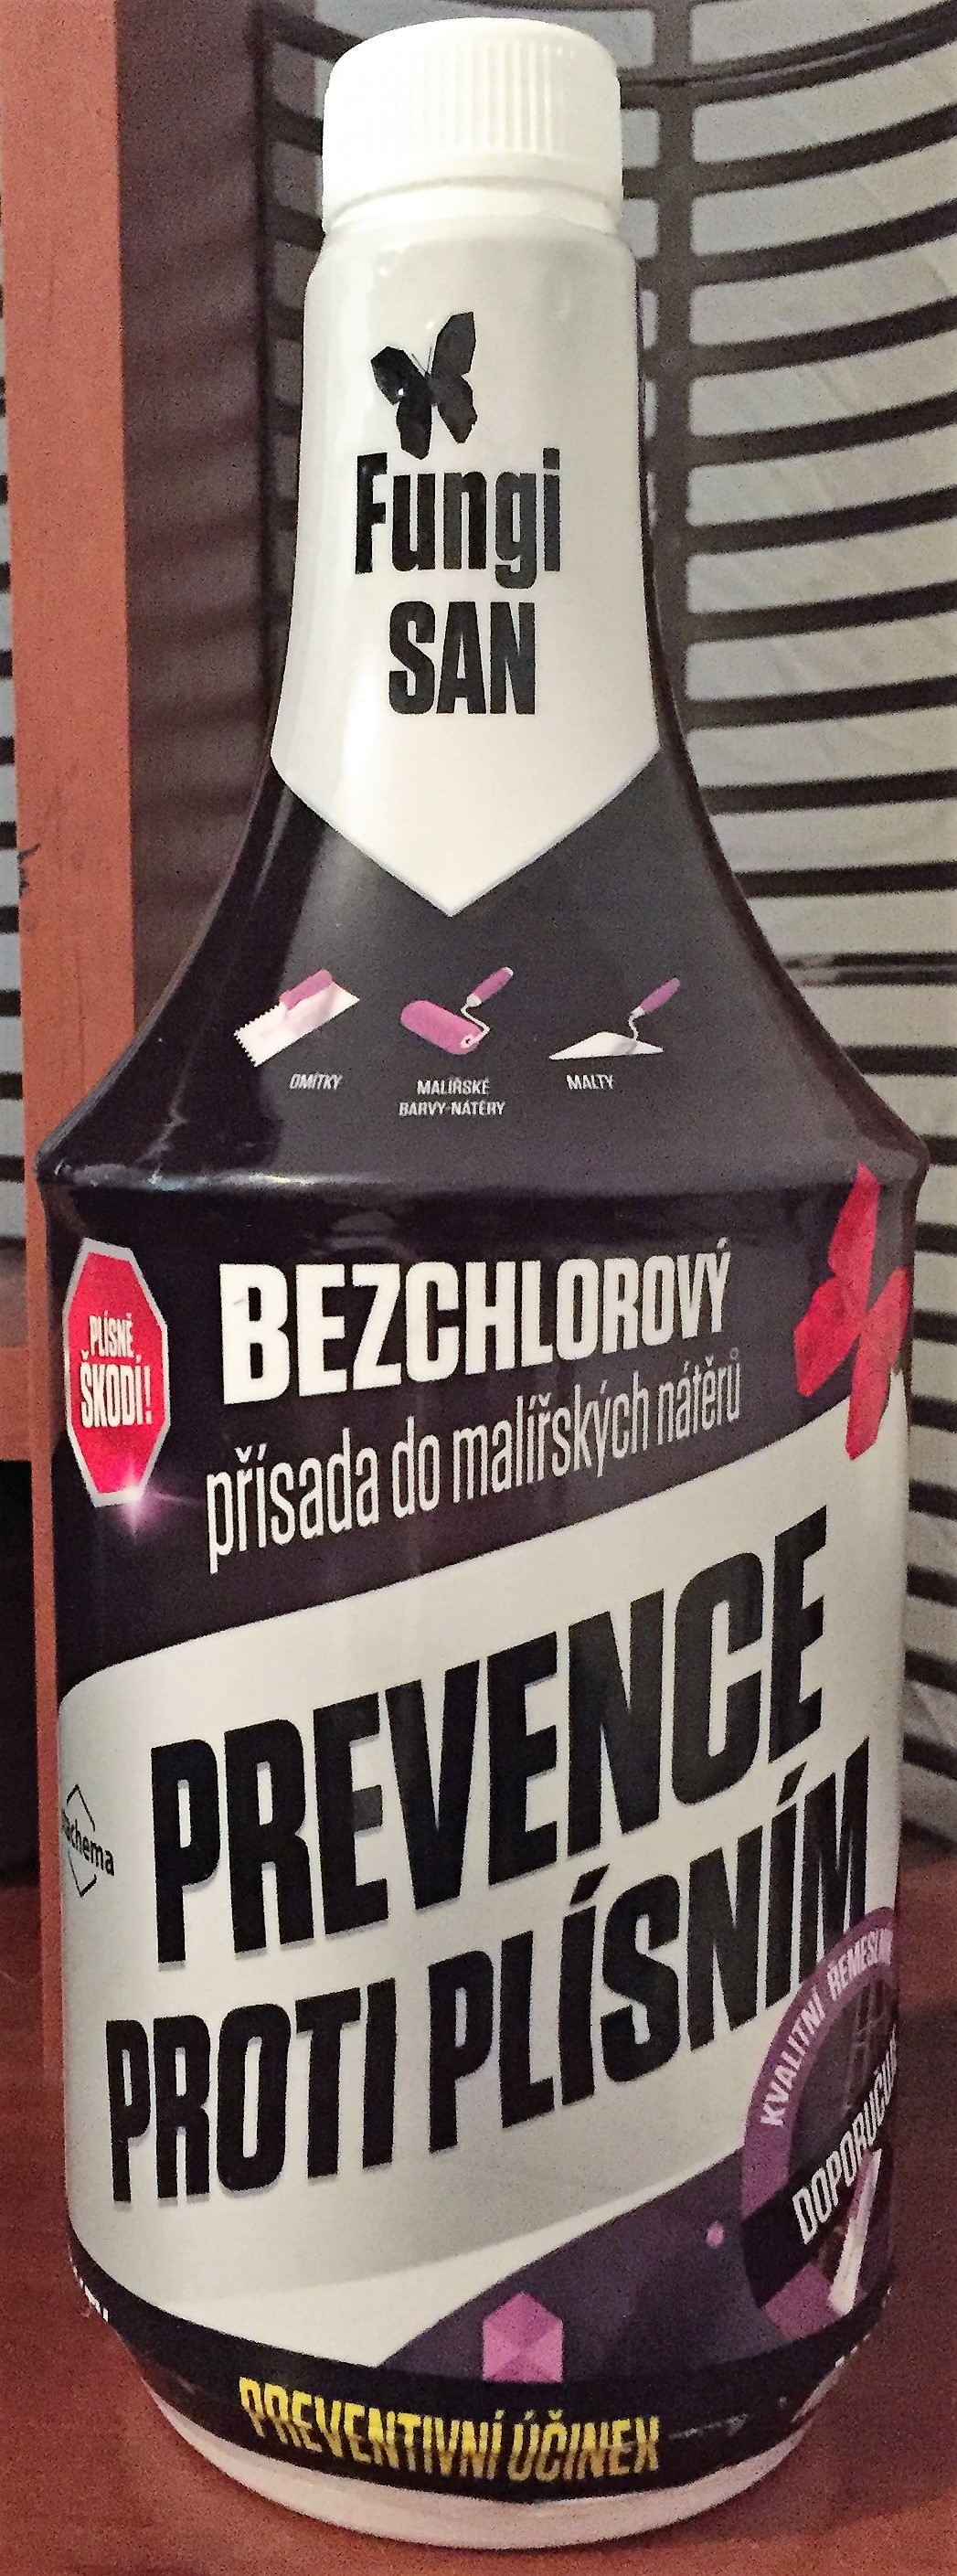 Fungi
SAN
OMÍTKY
MALÍŘSKÉ
BARVY-NÁTĚRY
MALTY
PLÍSNĚ
ŠKODÍ!
BEZCHLOROVÝ
přísada do malířských nátěrů
PREVENCE
PROTI PLÍSNÍM
KVALITNÍ
PREVENTIVNÍ ÚČINEK